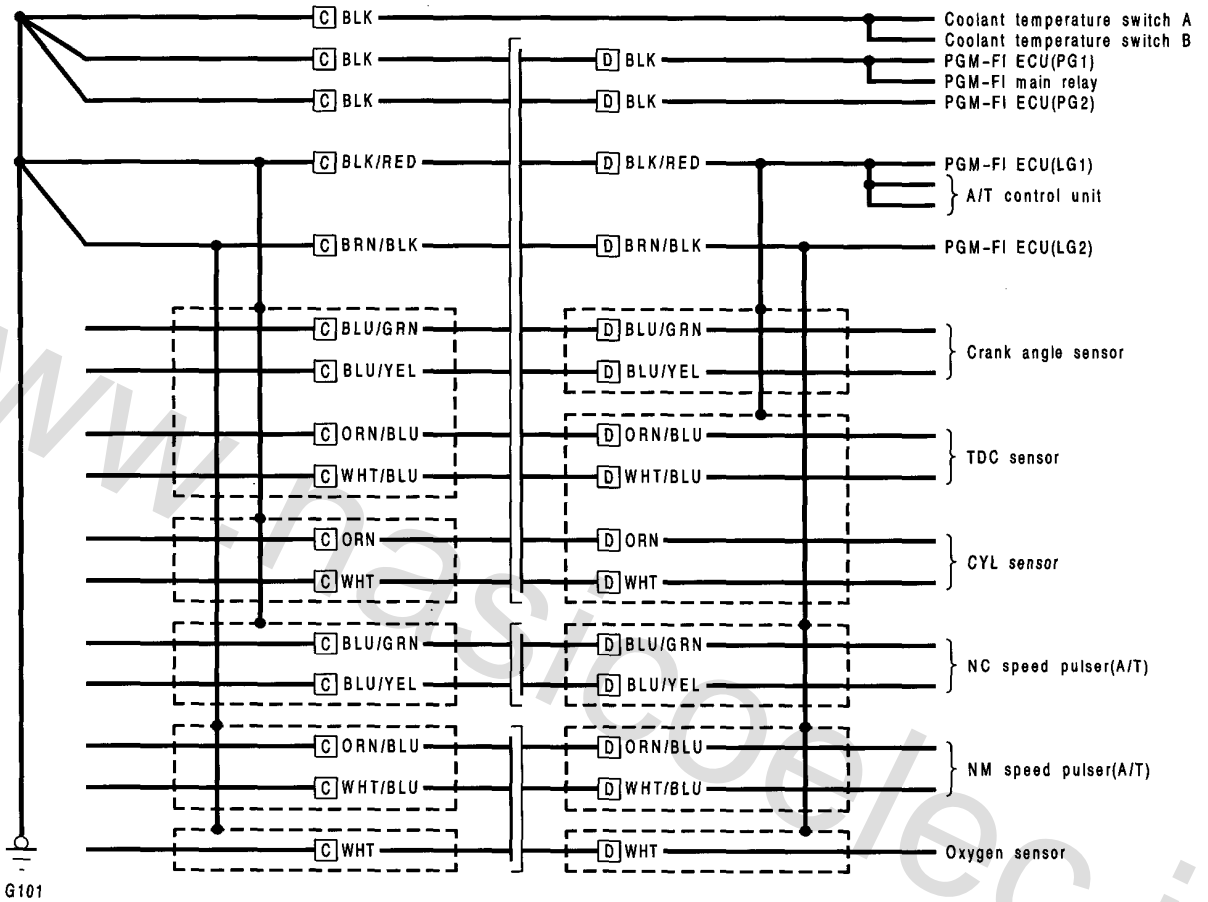 C BLK Coolant temperature switch A
Coolant temperature switch B
C BLK D BLK PGM-FI ECU(PG1)
PGM-FI main relay
C BLK D BLK PGM-FI ECU(PG2)
C BLK/RED D BLK/RED PGM-FI ECU(LG1)
A/T control unit
C BRN/BLK D BRN/BLK PGM-FI ECU(LG2)
C BLU/GRN D BLU/GRN
Crank angle sensor
C BLU/YEL D BLU/YEL
C ORN/BLU D ORN/BLU
TDC sensor
C WHT/BLU D WHT/BLU
C ORN D ORN
CYL sensor
C WHT D WHT
C BLU/GRN D BLU/GRN
NC speed pulser(A/T)
C BLU/YEL D BLU/YEL
C ORN/BLU D ORN/BLU
NM speed pulser(A/T)
C WHT/BLU D WHT/BLU
C WHT D WHT Oxygen sensor
G101